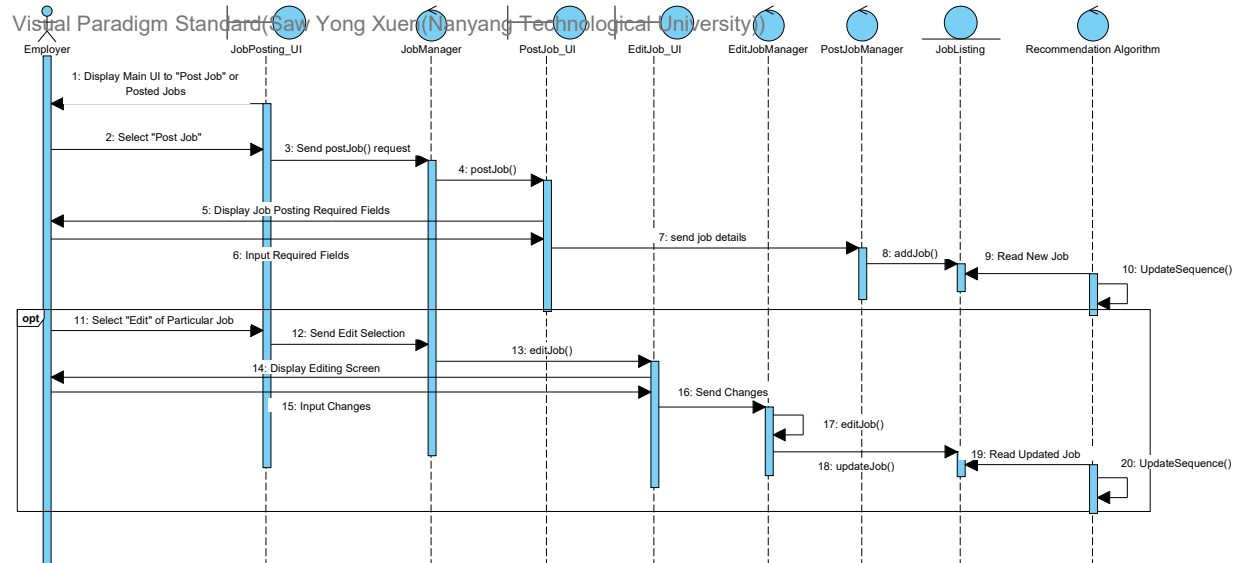 Visual Paradigm Standard(Saw Yong Xuen(Nanyang Technological University))
Employer
JobPosting_UI
JobManager
PostJob_UI
EditJob_UI
EditJobManager
PostJobManager
JobListing
Recommendation Algorithm
1: Display Main UI to "Post Job" or
Posted Jobs
2: Select "Post Job"
3: Send postJob() request
4: postJob()
5: Display Job Posting Required Fields
6: Input Required Fields
7: send job details
8: addJob()
9: Read New Job
10: UpdateSequence()
opt
11: Select "Edit" of Particular Job
12: Send Edit Selection
13: editJob()
14: Display Editing Screen
15: Input Changes
16: Send Changes
17: editJob()
18: updateJob()
19: Read Updated Job
20: UpdateSequence()